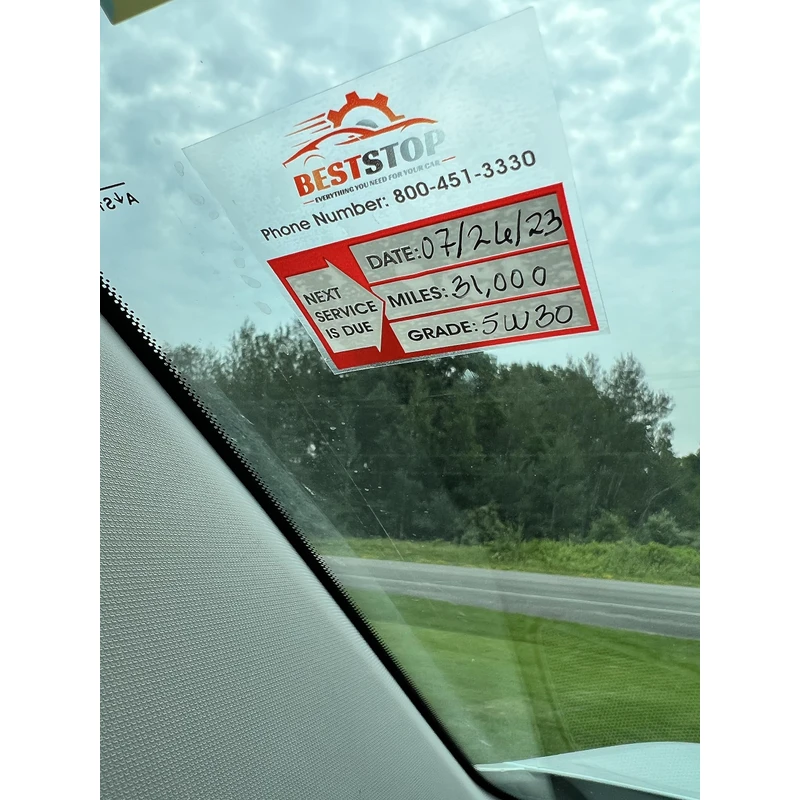 BESTSTOP
EVERYTHING YOU NEED FOR YOUR CAR
Phone Number: 800-451-3330
NEXT
SERVICE
IS DUE
DATE: 07/26/23
MILES: 31,000
GRADE: 5W30